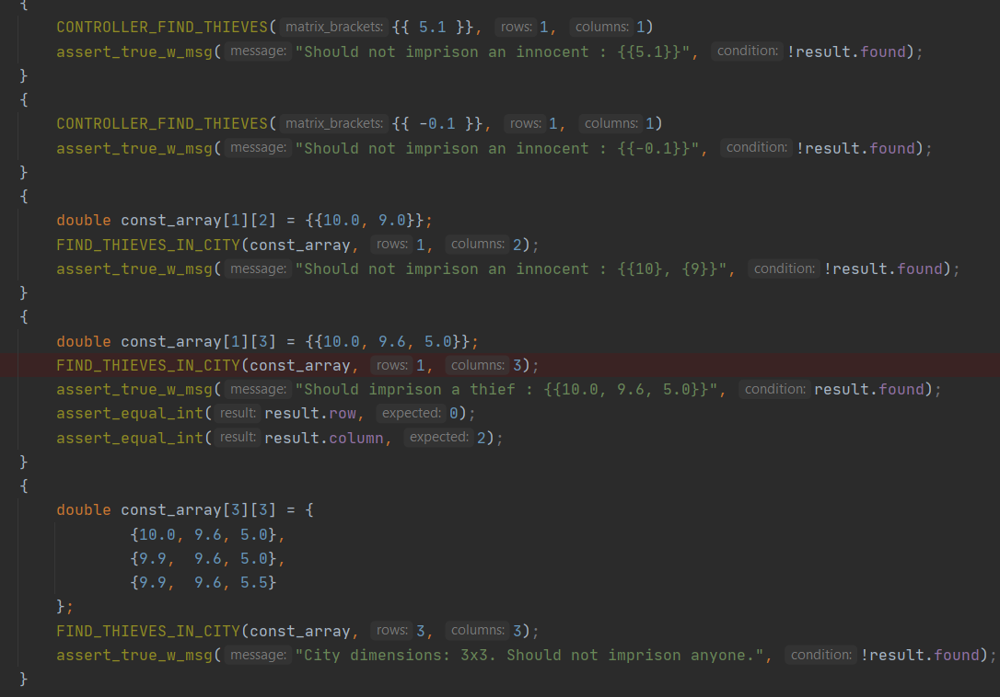 {
    CONTROLLER_FIND_THIEVES( matrix_brackets: {{ 5.1 }}, rows: 1, columns: 1)
    assert_true_w_msg( message: "Should not imprison an innocent : {{5.1}}", condition: !result.found);
}
{
    CONTROLLER_FIND_THIEVES( matrix_brackets: {{ -0.1 }}, rows: 1, columns: 1)
    assert_true_w_msg( message: "Should not imprison an innocent : {{-0.1}}", condition: !result.found);
}
{
    double const_array[1][2] = {{10.0, 9.0}};
    FIND_THIEVES_IN_CITY(const_array, rows: 1, columns: 2);
    assert_true_w_msg( message: "Should not imprison an innocent : {{10}, {9}}", condition: !result.found);
}
{
    double const_array[1][3] = {{10.0, 9.6, 5.0}};
    FIND_THIEVES_IN_CITY(const_array, rows: 1, columns: 3);
    assert_true_w_msg( message: "Should imprison a thief : {{10.0, 9.6, 5.0}}", condition: result.found);
    assert_equal_int( result: result.row, expected: 0);
    assert_equal_int( result: result.column, expected: 2);
}
{
    double const_array[3][3] = {
            {10.0, 9.6, 5.0},
            {9.9,  9.6, 5.0},
            {9.9,  9.6, 5.5}
    };
    FIND_THIEVES_IN_CITY(const_array, rows: 3, columns: 3);
    assert_true_w_msg( message: "City dimensions: 3x3. Should not imprison anyone.", condition: !result.found);
}